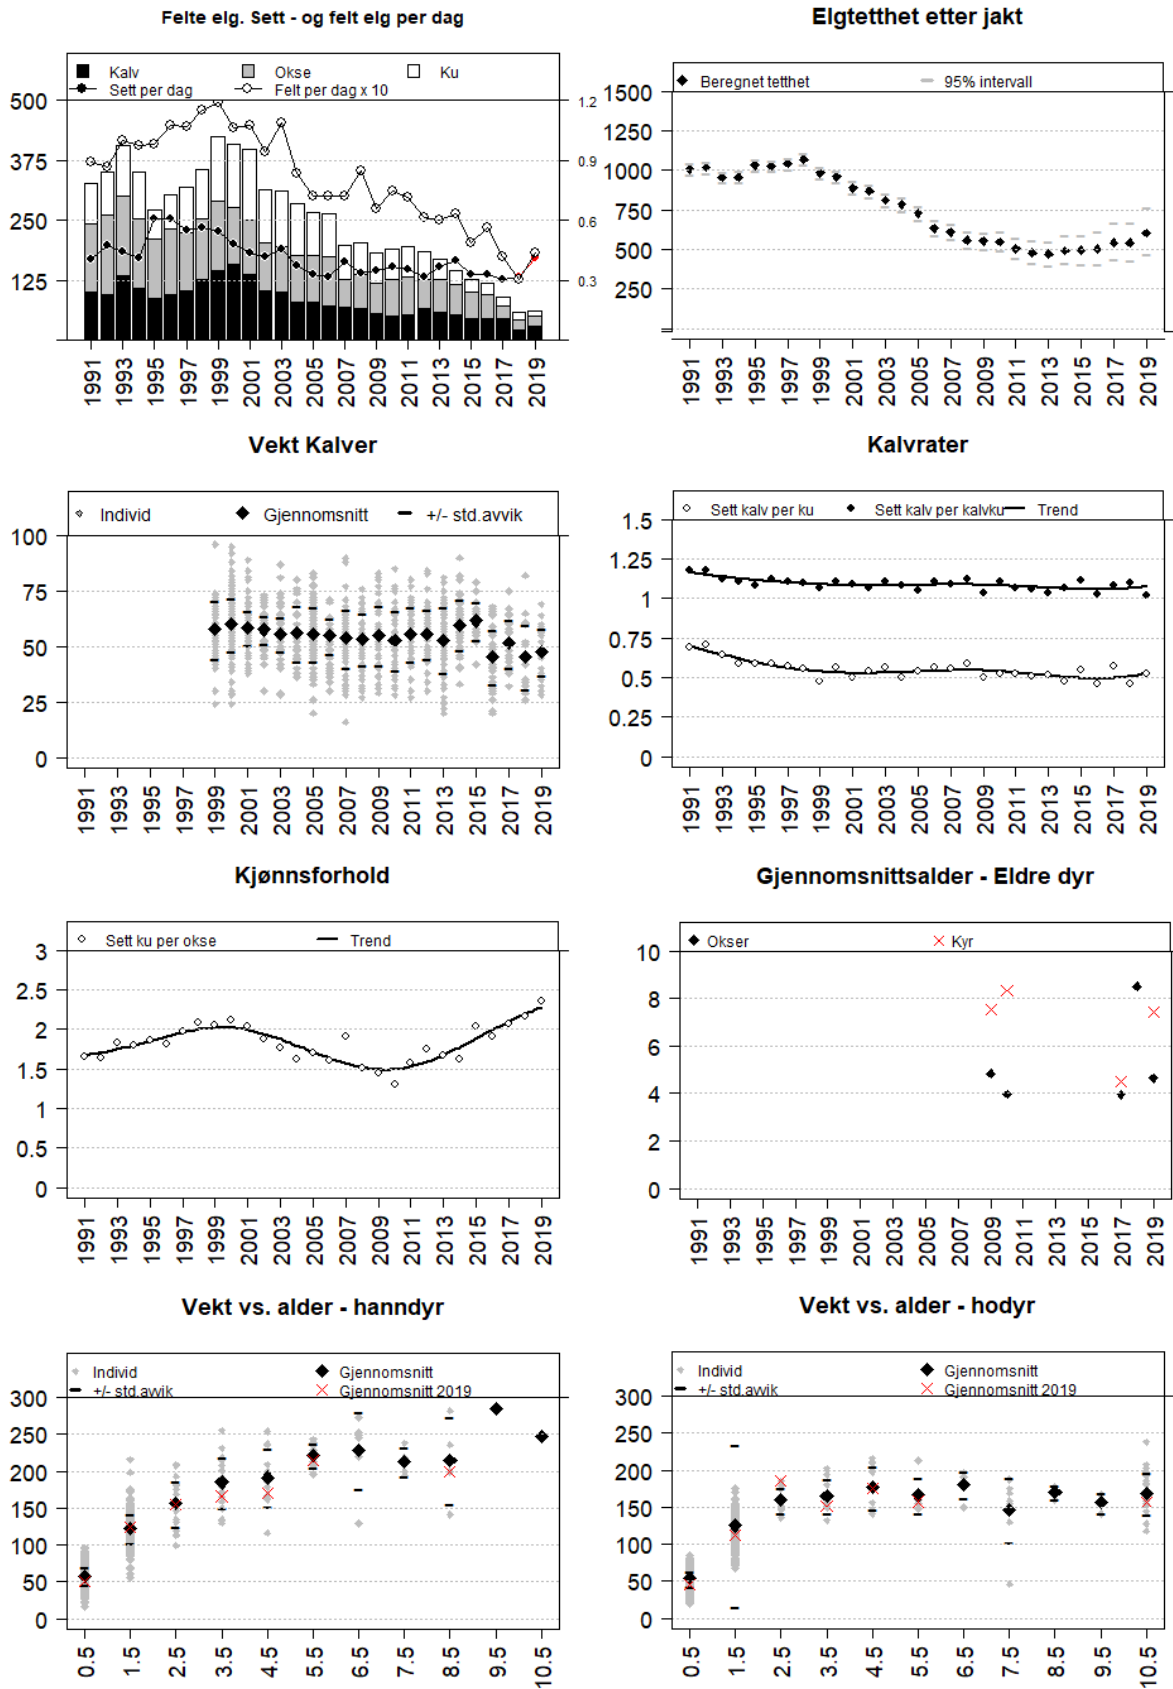 Felte elg. Sett - og felt elg per dag
Kalv Okse Ku
Sett per dag Felt per dag x 10
500
375
250
125
1.2
0.9
0.6
0.3
1991 1993 1995 1997 1999 2001 2003 2005 2007 2009 2011 2013 2015 2017 2019
Elgtetthet etter jakt
Beregnet tetthet 95% intervall
1500
1250
1000
750
500
250
1991 1993 1995 1997 1999 2001 2003 2005 2007 2009 2011 2013 2015 2017 2019
Vekt Kalver
Individ Gjennomsnitt +/- std.avvik
100
75
50
25
0
1991 1993 1995 1997 1999 2001 2003 2005 2007 2009 2011 2013 2015 2017 2019
Kalvrater
Sett kalv per ku Sett kalv per kalvku Trend
1.5
1.25
1
0.75
0.5
0.25
0
1991 1993 1995 1997 1999 2001 2003 2005 2007 2009 2011 2013 2015 2017 2019
Kjønnsforhold
Sett ku per okse Trend
3
2.5
2
1.5
1
0.5
0
1991 1993 1995 1997 1999 2001 2003 2005 2007 2009 2011 2013 2015 2017 2019
Gjennomsnittsalder - Eldre dyr
Okser Kyr
10
8
6
4
2
0
1991 1993 1995 1997 1999 2001 2003 2005 2007 2009 2011 2013 2015 2017 2019
Vekt vs. alder - hanndyr
Individ Gjennomsnitt
+/- std.avvik Gjennomsnitt 2019
300
250
200
150
100
50
0
0.5 1.5 2.5 3.5 4.5 5.5 6.5 7.5 8.5 9.5 10.5
Vekt vs. alder - hodyr
Individ Gjennomsnitt
+/- std.avvik Gjennomsnitt 2019
300
250
200
150
100
50
0
0.5 1.5 2.5 3.5 4.5 5.5 6.5 7.5 8.5 9.5 10.5